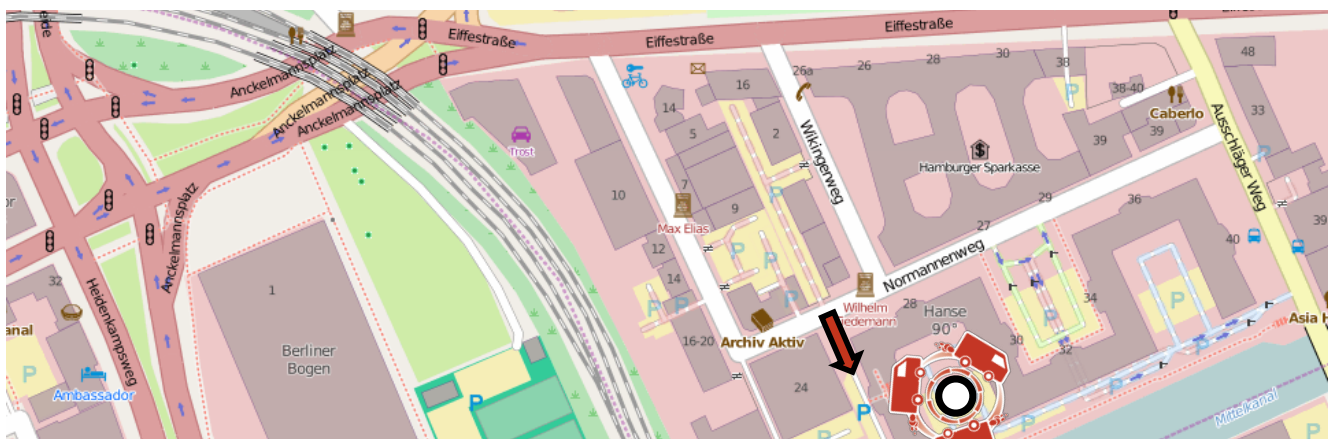 Eiffestraße
Eiffestraße
Eiffestraße
48
30
38
28
26
26a
16
38-40
Caberlo
33
14
5
2
39
39
Trost
Wikingerweg
Hamburger Sparkasse
Ausschläger Weg
Anckelmannsplatz
Anckelmannsplatz
Anckelmannsplatz
10
7
9
Max Elias
29
36
27
Anckelmannsplatz
12
14
P
P
P
P
P
Normannenweg
40
39
32
Heidenkampsweg
1
Wilhelm
28
Hanse
90°
34
P
P
Berliner
Bogen
16-20
Archiv Aktiv
30
32
P
Asia
P
Ambassador
24
P
P
P
P
P
Mittelkanal